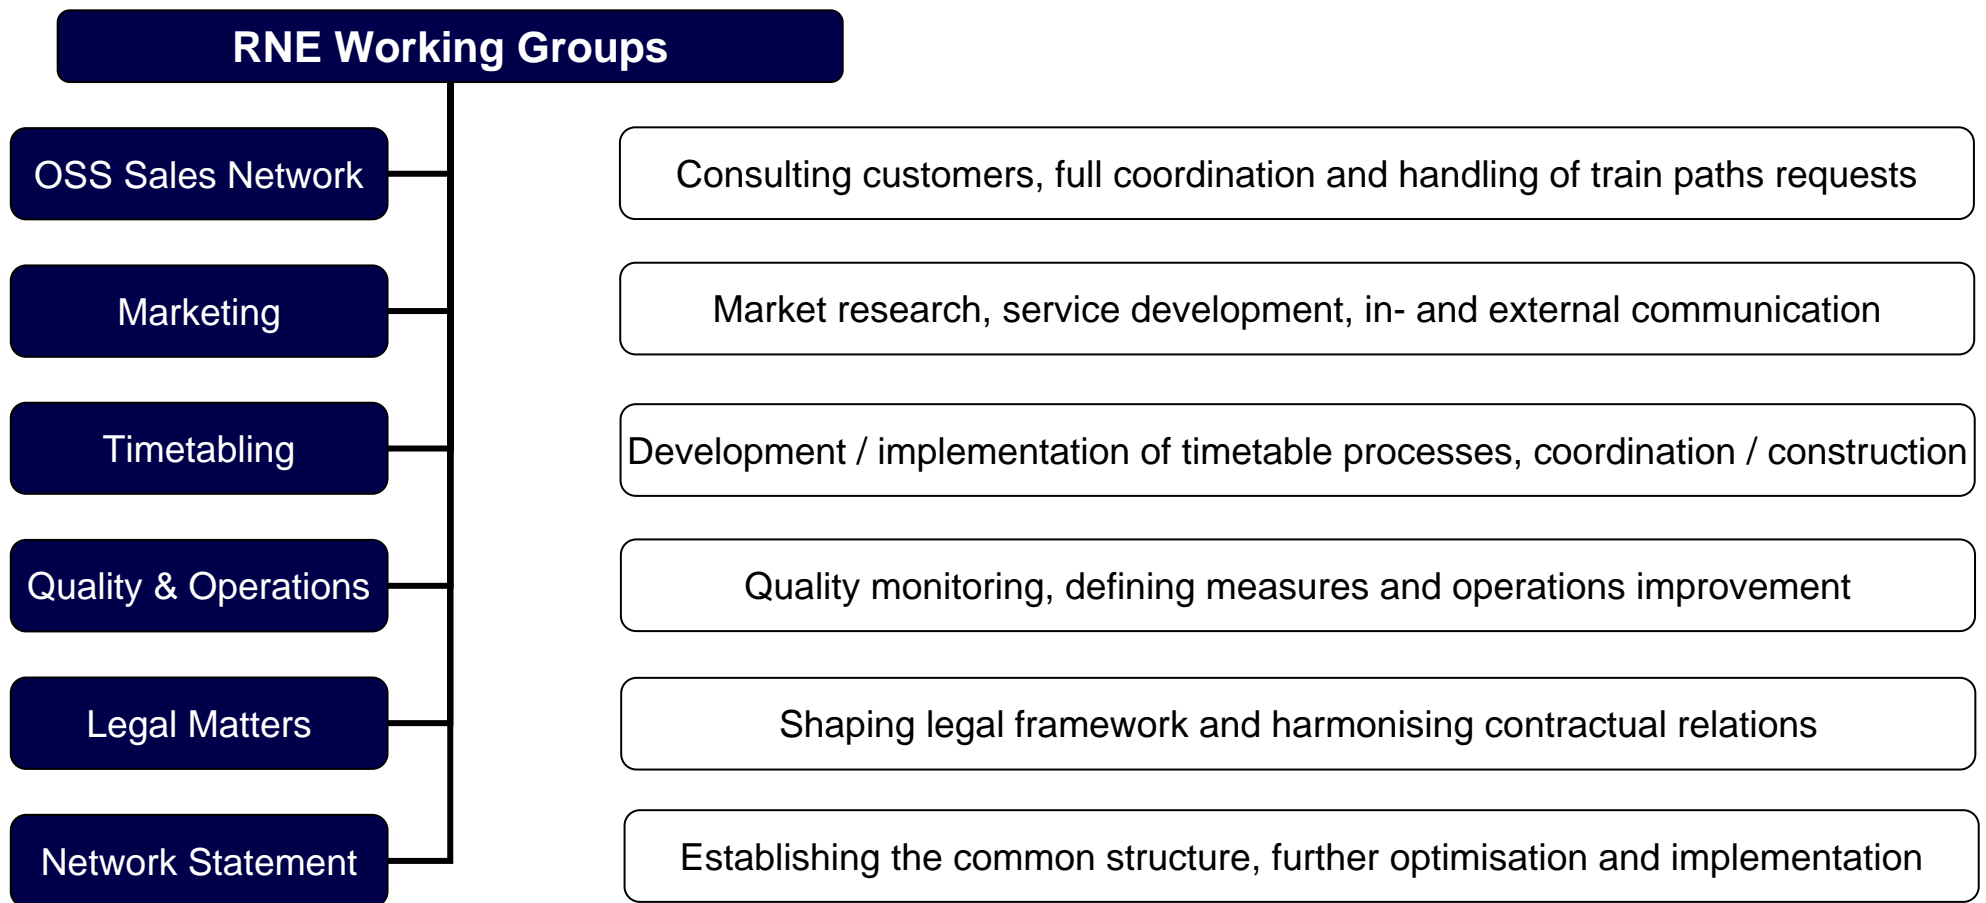 RNE Working Groups
OSS Sales Network
Consulting customers, full coordination and handling of train paths requests
Marketing
Market research, service development, in- and external communication
Timetabling
Development / implementation of timetable processes, coordination / construction
Quality & Operations
Quality monitoring, defining measures and operations improvement
Legal Matters
Shaping legal framework and harmonising contractual relations
Network Statement
Establishing the common structure, further optimisation and implementation